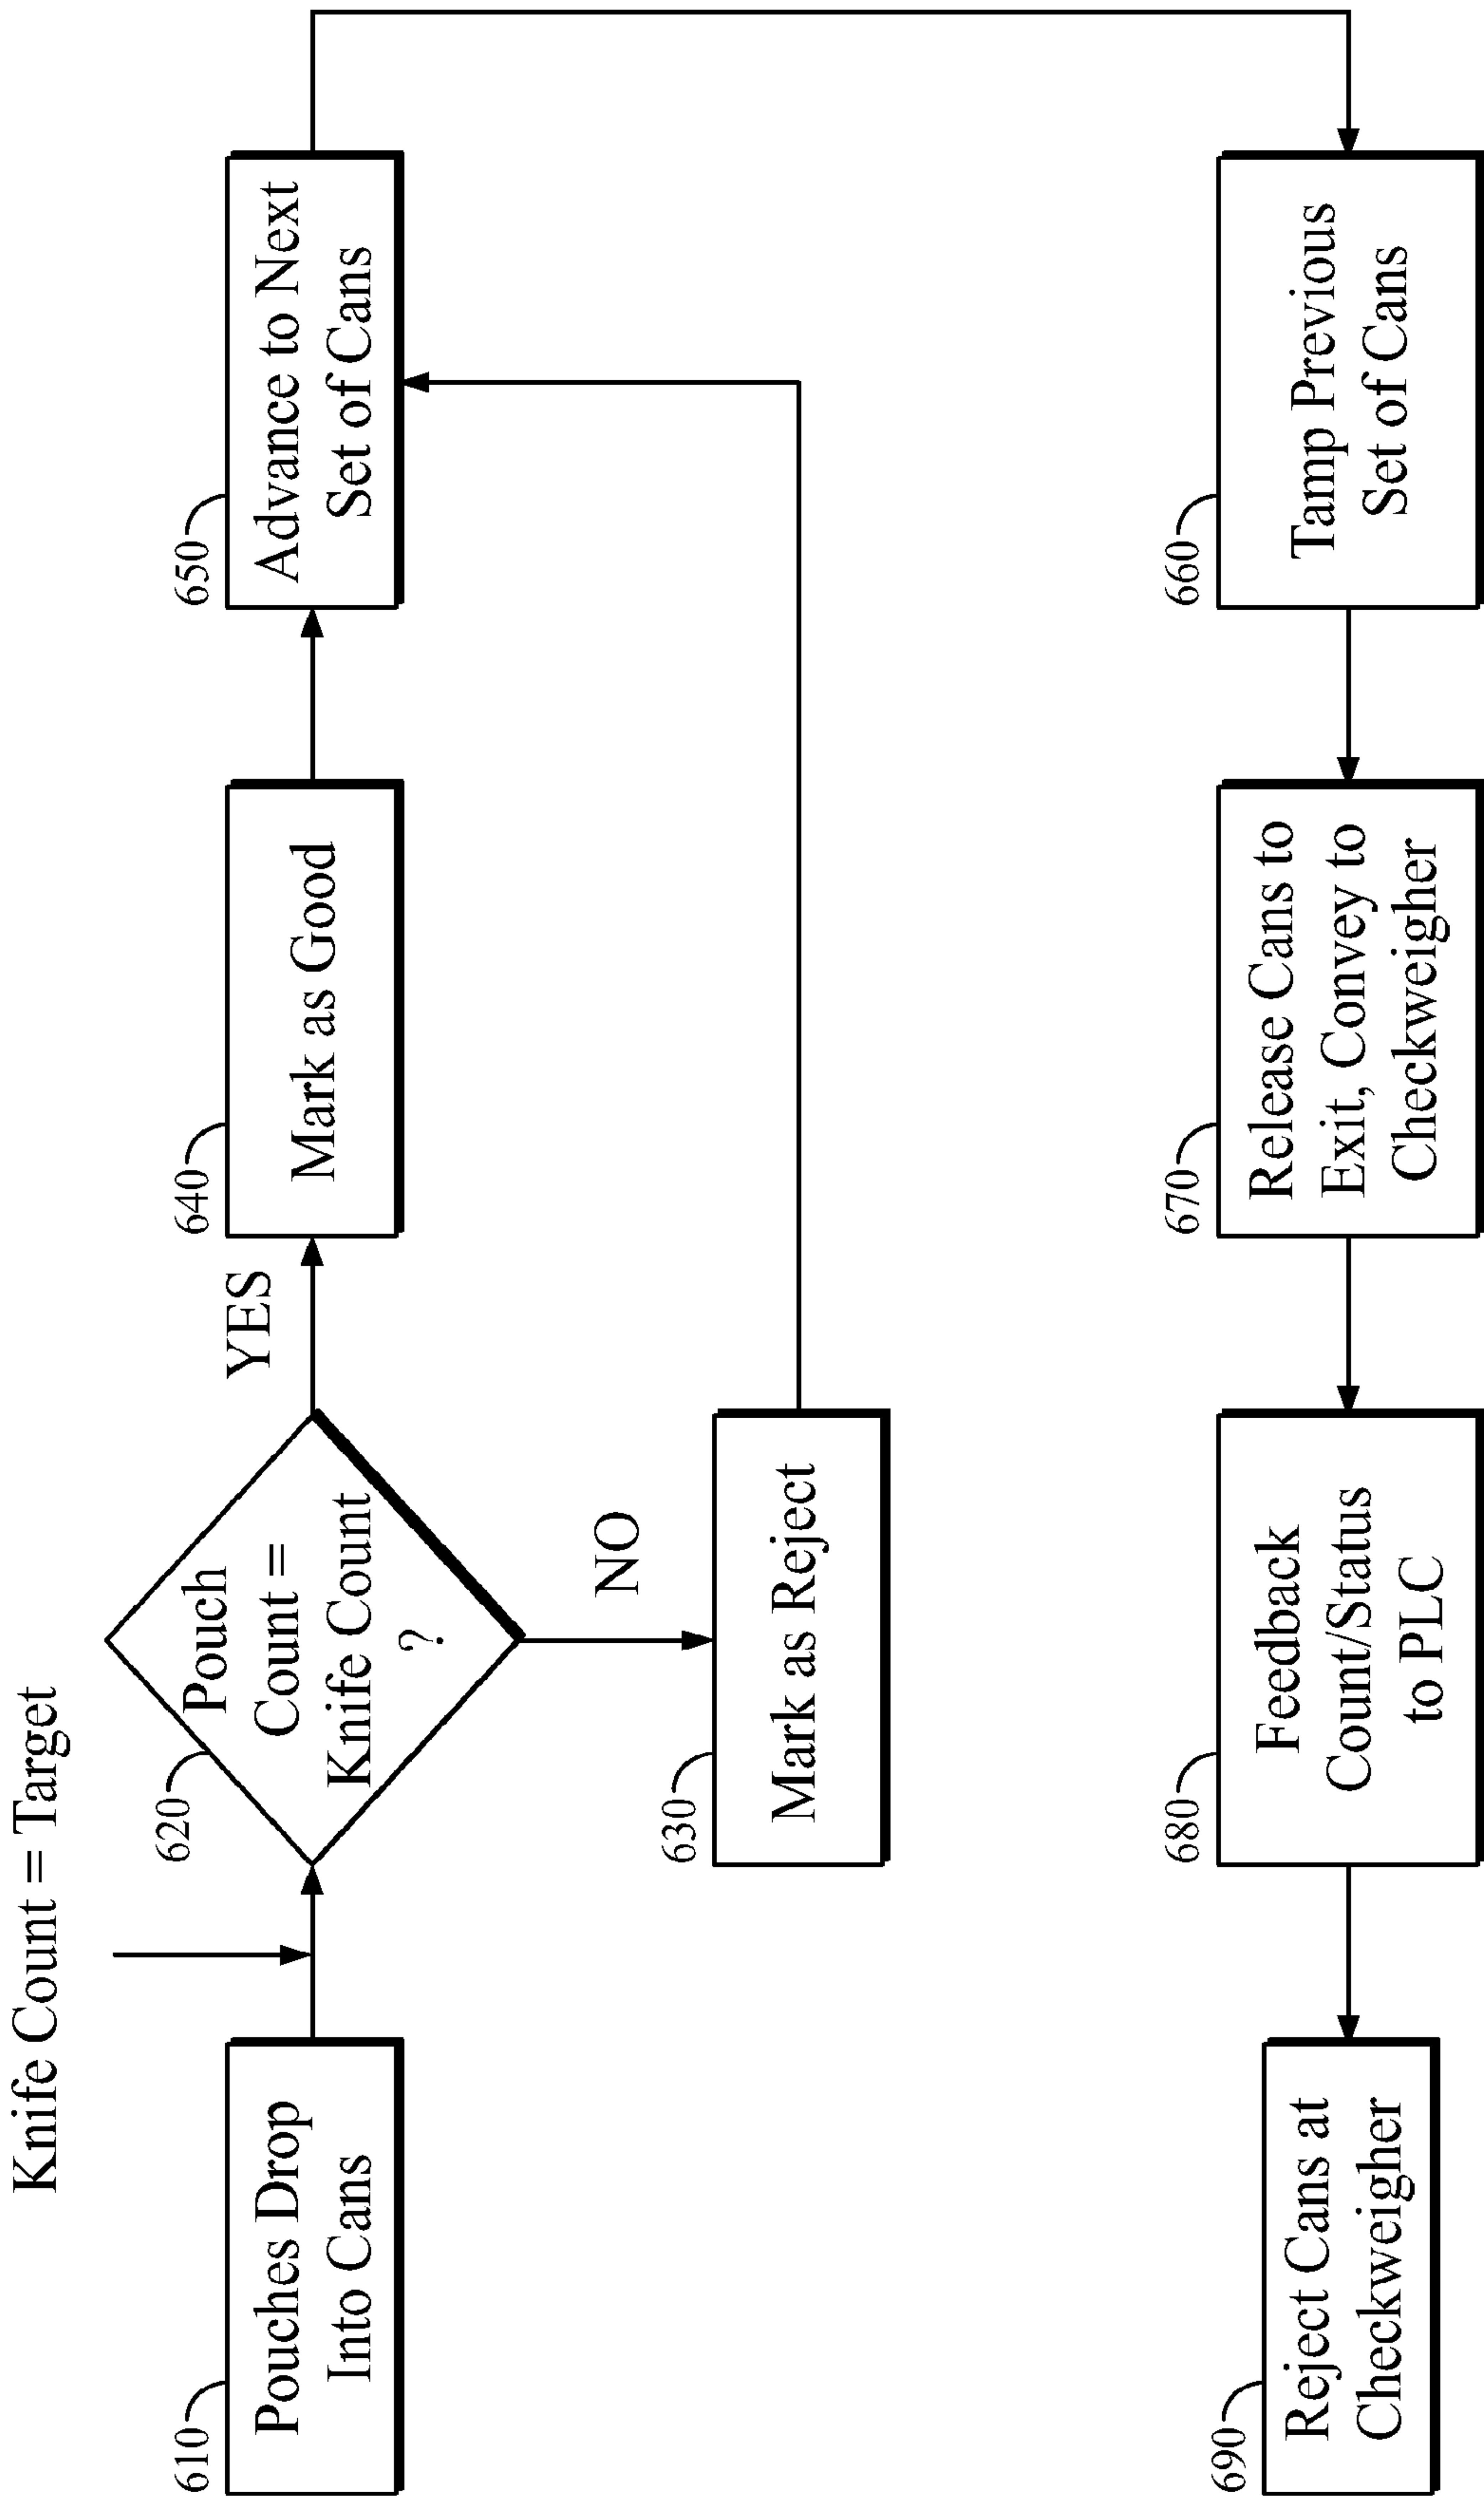 Knife Count = Target
610
Pouches Drop
Into Cans
620
Pouch
Count =
Knife Count
?
YES
NO
630
Mark as Reject
640
Mark as Good
650
Advance to Next
Set of Cans
660
Tamp Previous
Set of Cans
670
Release Cans to
Exit, Convey to
Checkweigher
680
Feedback
Count/Status
to PLC
690
Reject Cans at
Checkweigher